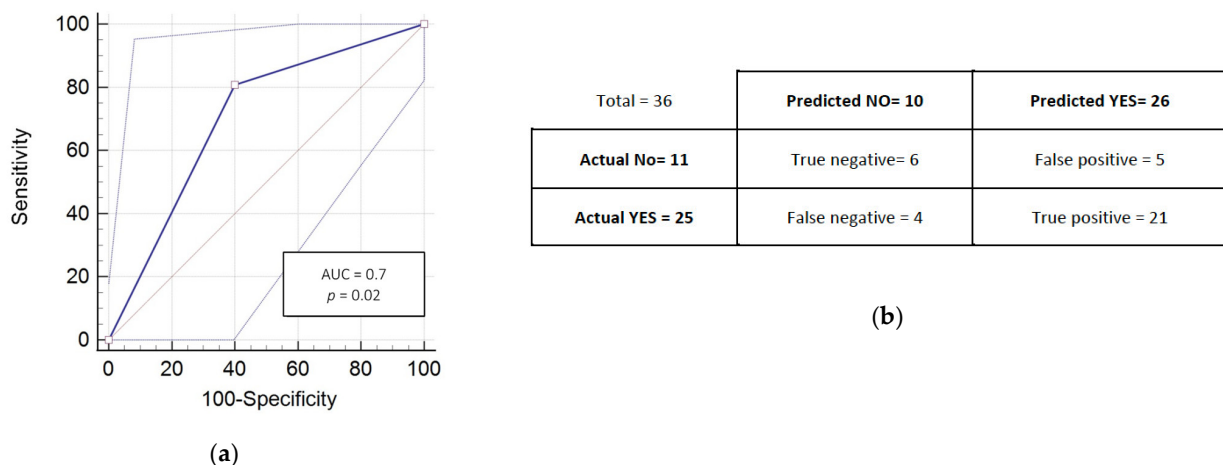 100
80
60
40
20
0
Sensitivity
AUC = 0.7
p = 0.02
0 20 40 60 80 100
100-Specificity
(a)
Total = 36 Predicted NO= 10 Predicted YES= 26
Actual No= 11 True negative= 6 False positive = 5
Actual YES = 25 False negative = 4 True positive = 21
(b)